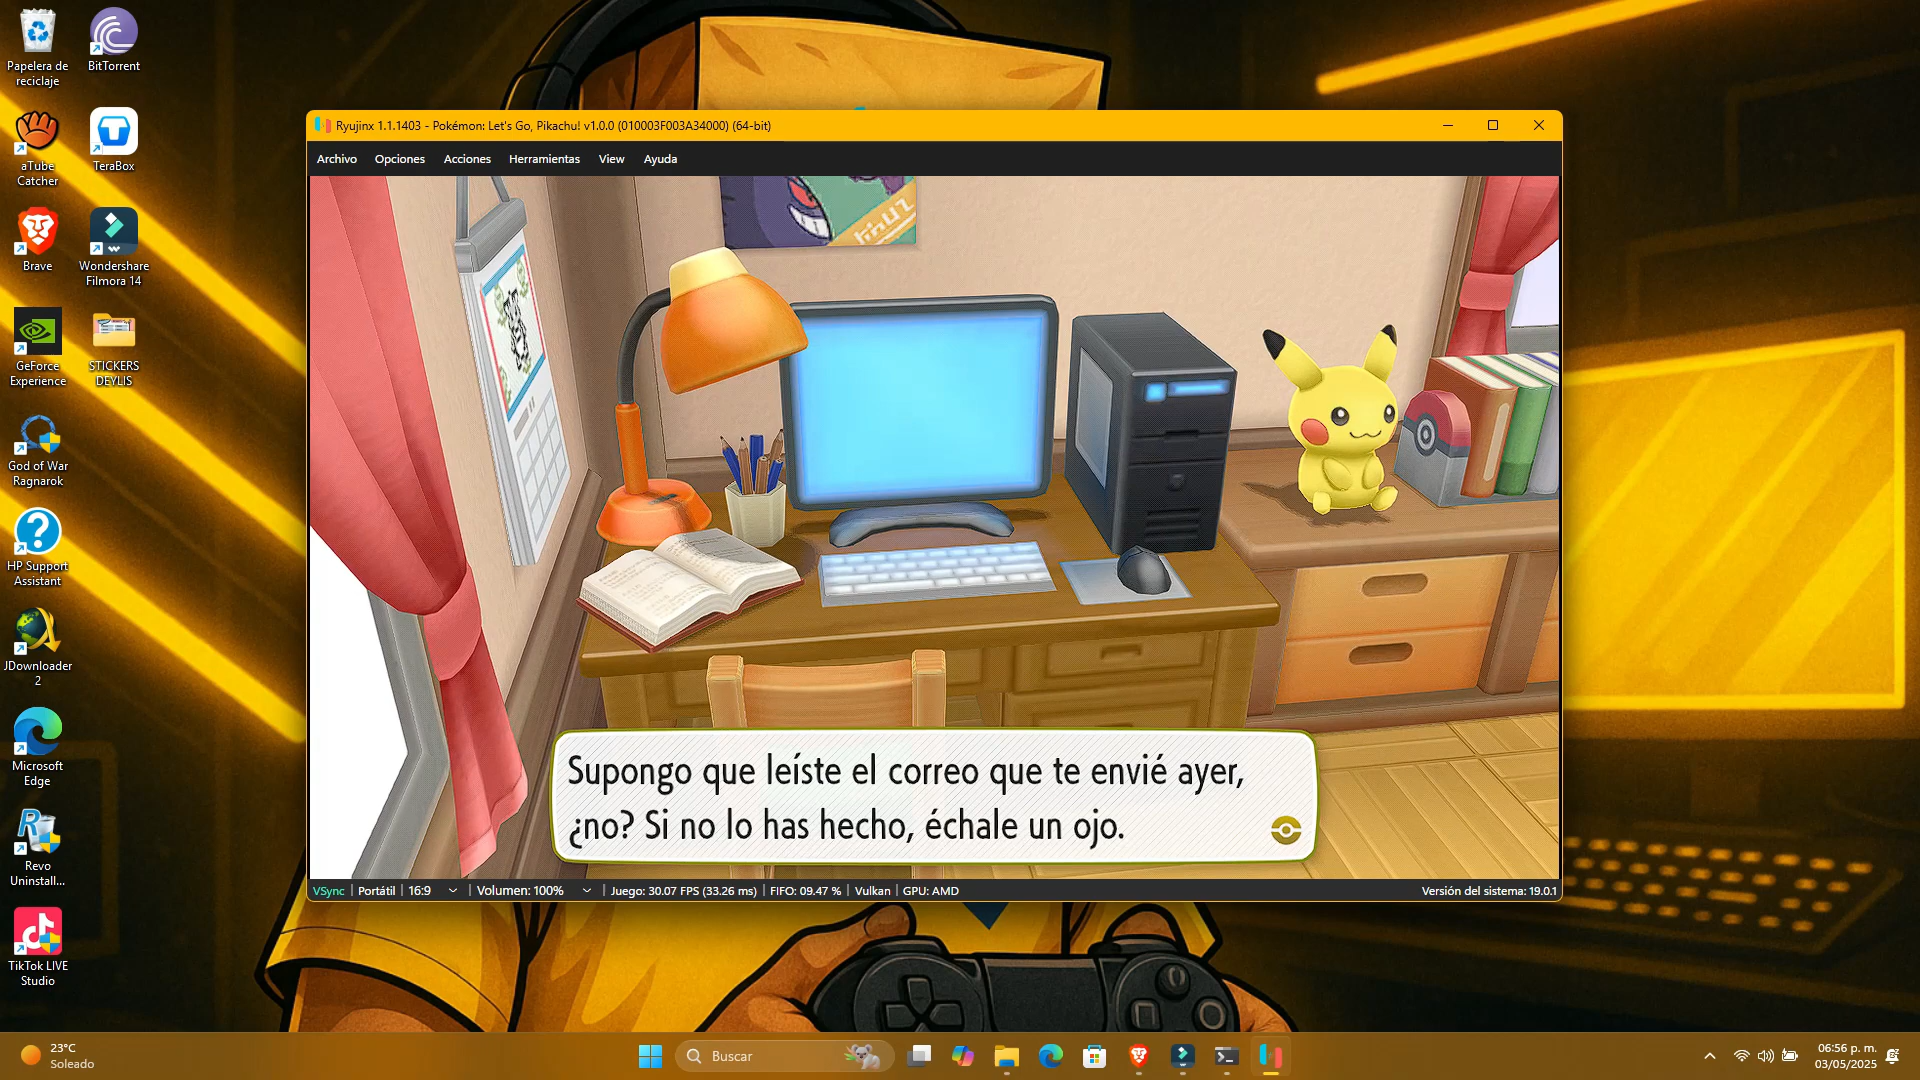 Papelera de
reciclaje
BitTorrent
aTube
Catcher
TeraBox
Brave
Wondershare
Filmora 14
GeForce
Experience
STICKERS
DEYLIS
God of War
Ragnarok
HP Support
Assistant
JDownloader
2
Microsoft
Edge
Revo
Uninstall...
TikTok LIVE
Studio
Ryujinx 1.1.1403 - Pokémon: Let's Go, Pikachu! v1.0.0 (010003F003A34000) (64-bit)
Archivo Opciones Acciones Herramientas View Ayuda
Supongo que leíste el correo que te envié ayer,
¿no? Si no lo has hecho, échale un ojo.
VSync | Portátil | 16:9 | Volumen: 100% | Juego: 30.07 FPS (33.26 ms) | FIFO: 09.47 % | Vulkan | GPU: AMD Versión del sistema: 19.0.1
23°C
Soleado
Buscar
06:56 p. m.
03/05/2025